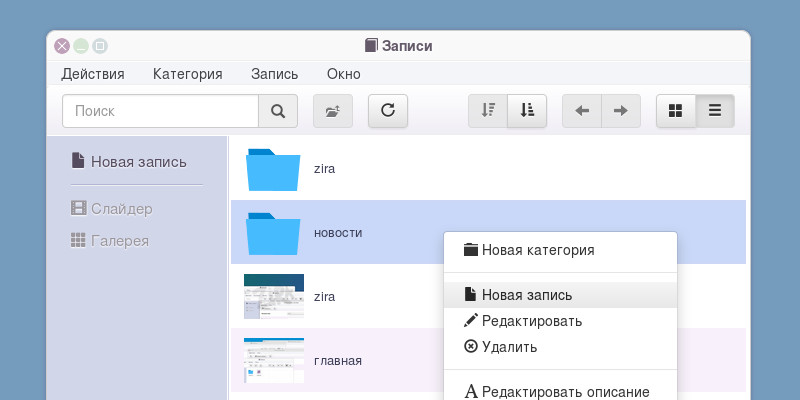 Записи
Действия Категория Запись Окно
Поиск
Новая запись
Слайдер
Галерея
zira
новости
zira
главная
Новая категория
Новая запись
Редактировать
Удалить
Редактировать описание